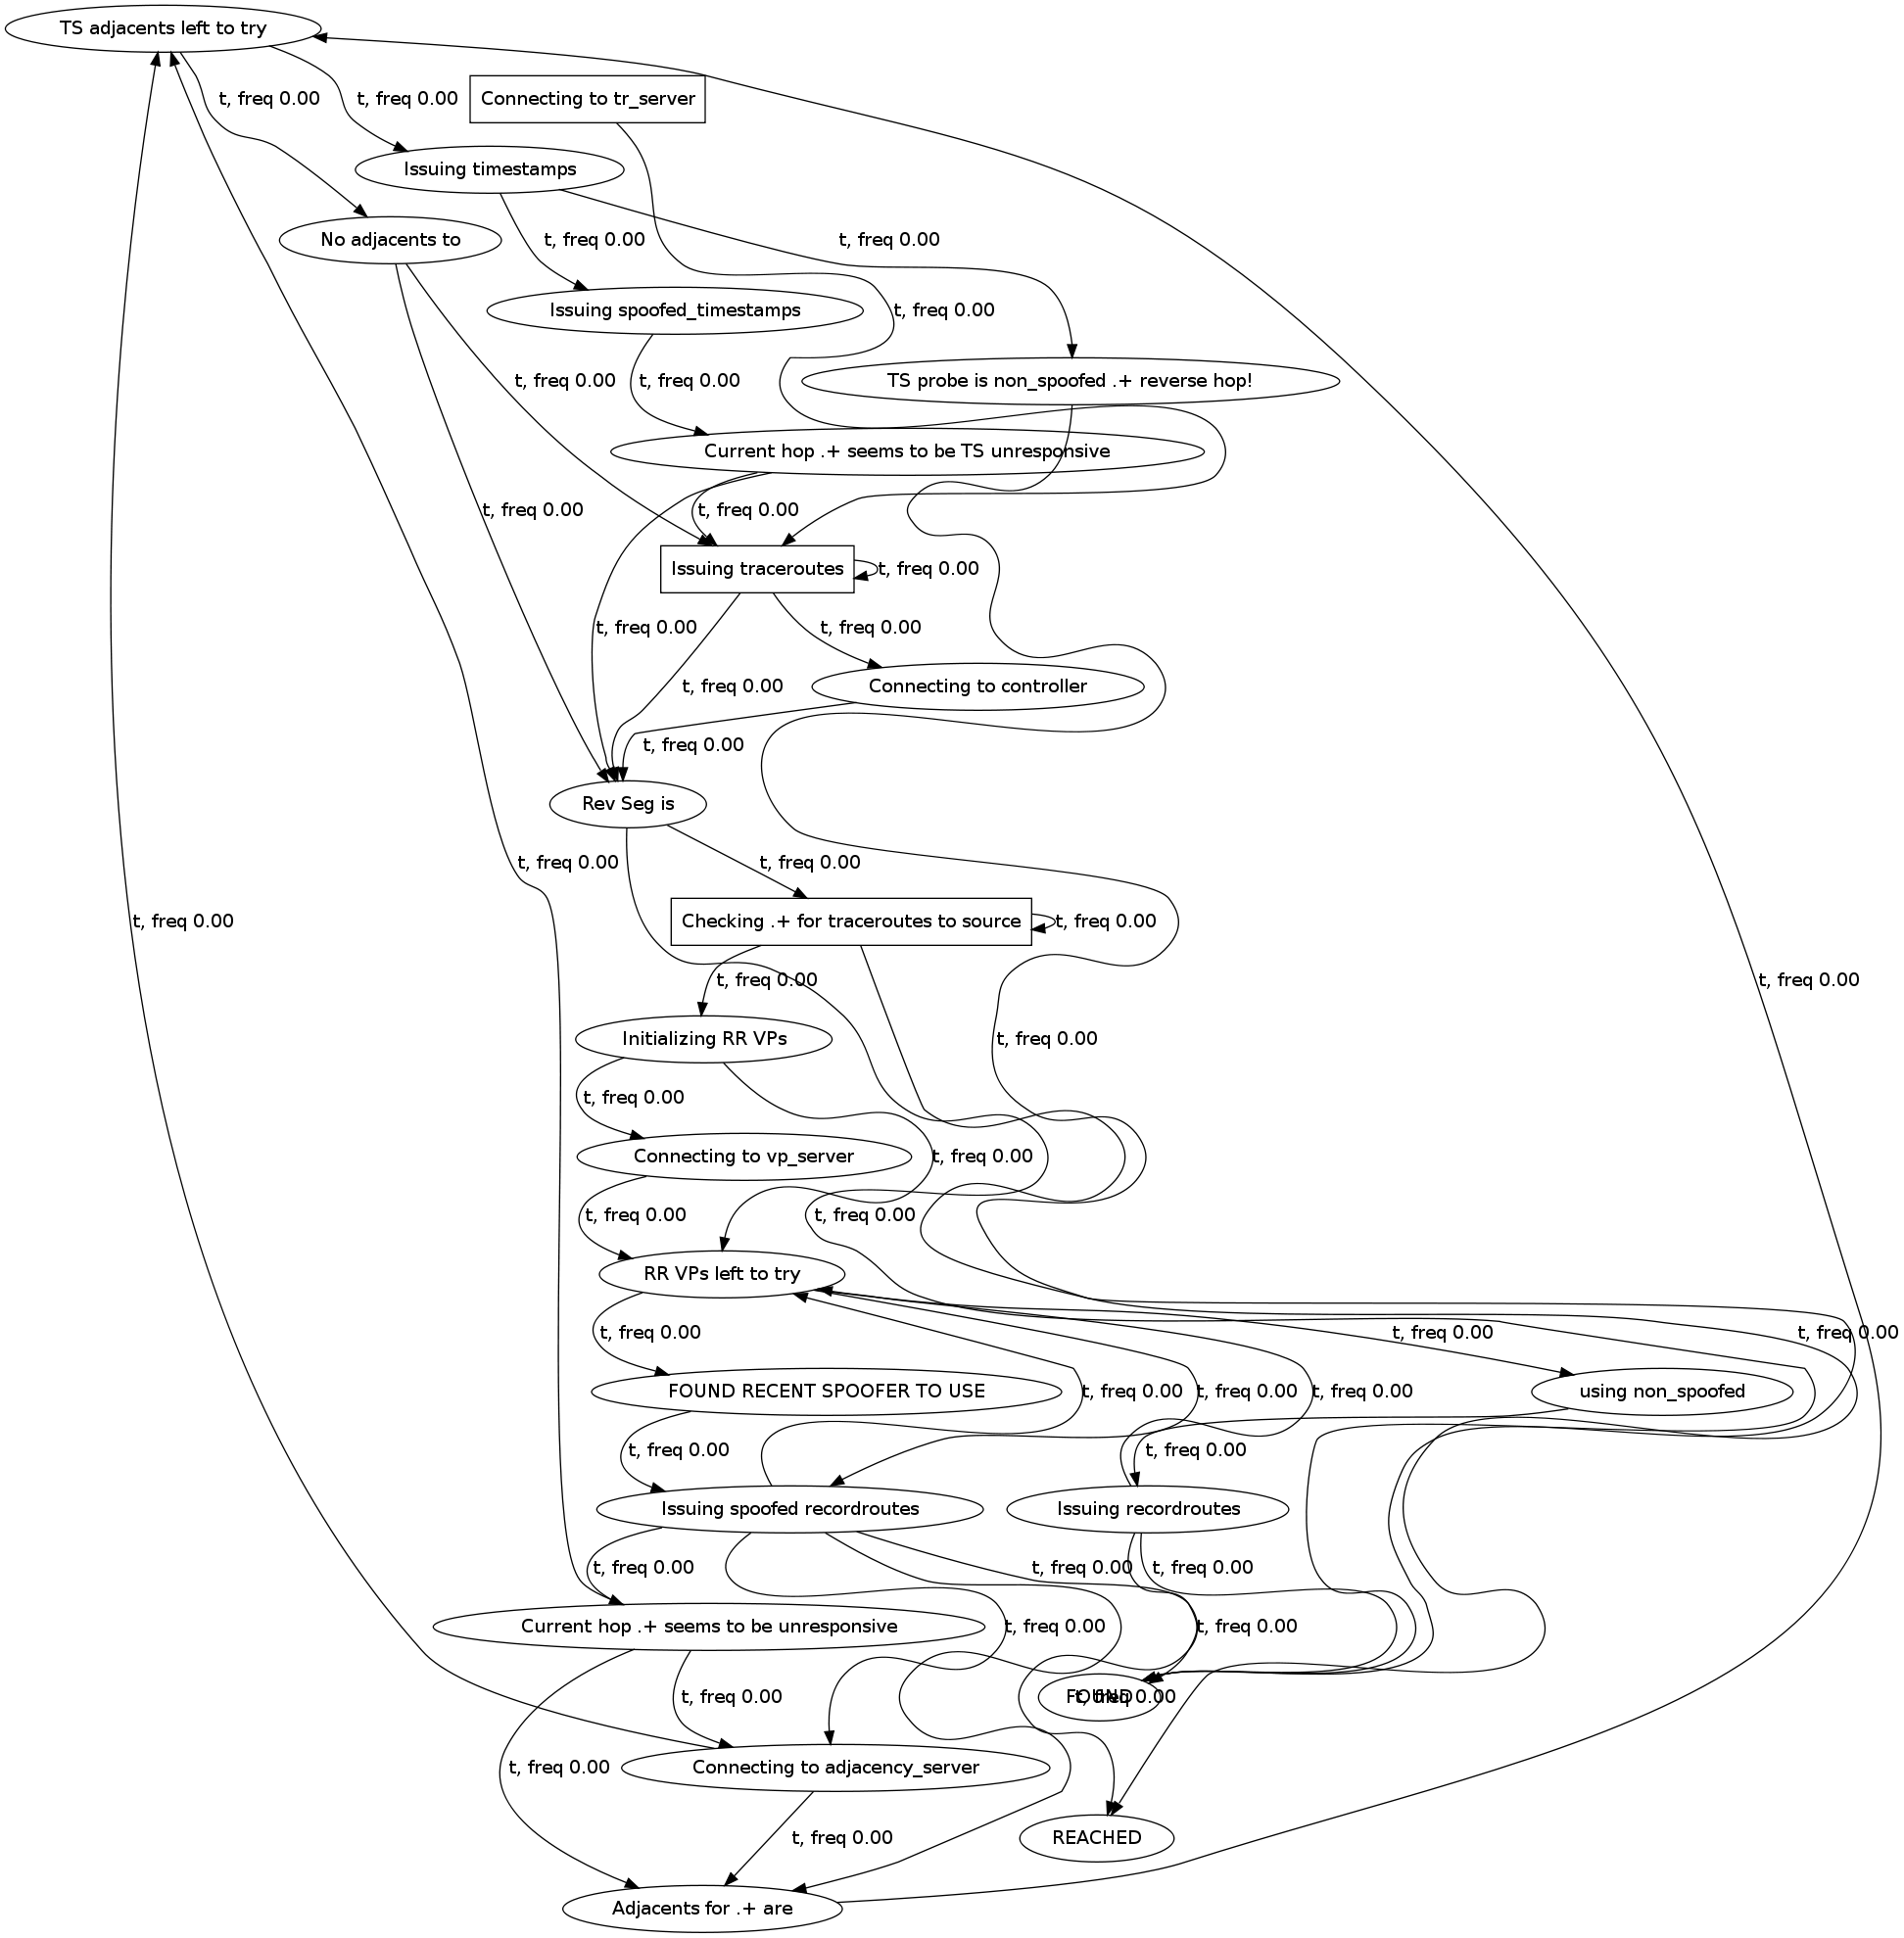 TS adjacents left to try
t, freq 0.00
t, freq 0.00
Connecting to tr_server
Issuing timestamps
No adjacents to
t, freq 0.00
t, freq 0.00
Issuing spoofed_timestamps
t, freq 0.00
t, freq 0.00
t, freq 0.00
TS probe is non_spoofed .+ reverse hop!
Current hop .+ seems to be TS unresponsive
t, freq 0.00
t, freq 0.00
Issuing traceroutes
t, freq 0.00
t, freq 0.00
t, freq 0.00
t, freq 0.00
Connecting to controller
t, freq 0.00
Rev Seg is
t, freq 0.00
t, freq 0.00
t, freq 0.00
Checking .+ for traceroutes to source
t, freq 0.00
t, freq 0.00
t, freq 0.00
Initializing RR VPs
t, freq 0.00
t, freq 0.00
Connecting to vp_server
t, freq 0.00
t, freq 0.00
t, freq 0.00
RR VPs left to try
t, freq 0.00
t, freq 0.00
t, freq 0.00
FOUND RECENT SPOOFER TO USE
t, freq 0.00
t, freq 0.00
t, freq 0.00
using non_spoofed
t, freq 0.00
t, freq 0.00
Issuing spoofed recordroutes
Issuing recordroutes
t, freq 0.00
t, freq 0.00
t, freq 0.00
Current hop .+ seems to be unresponsive
t, freq 0.00
t, freq 0.00
t, freq 0.00
FOUND
t, freq 0.00
t, freq 0.00
Connecting to adjacency_server
t, freq 0.00
REACHED
Adjacents for .+ are